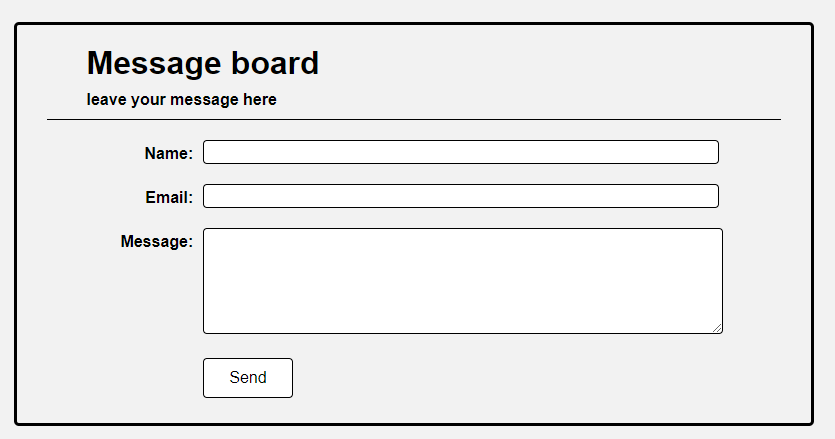 Message board
leave your message here
Name:
Email:
Message:
Send